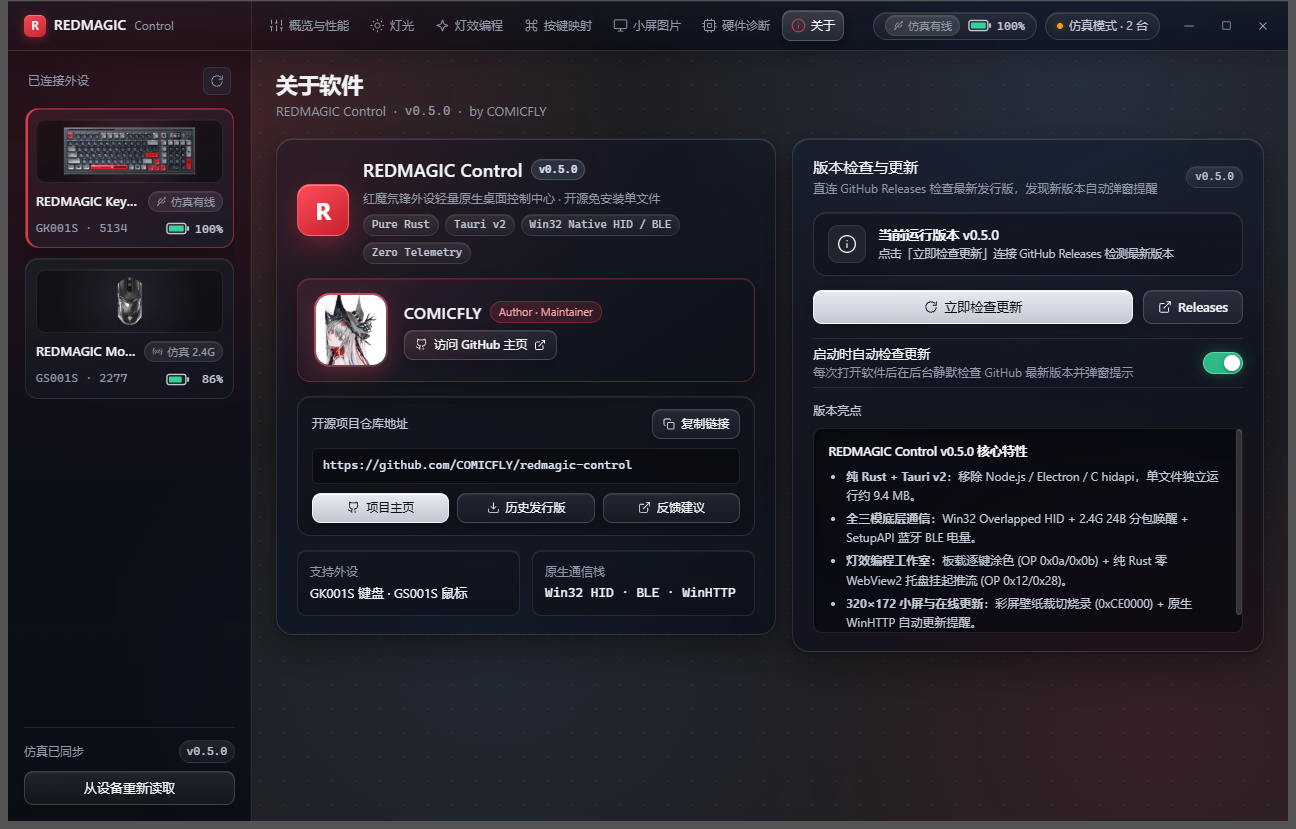 R REDMAGIC Control
概览与性能 灯光 灯效编程 按键映射 小屏图片 硬件诊断 关于
仿真有线 100% 仿真模式 · 2 台
已连接外设
REDMAGIC Key...
仿真有线
GK001S · 5134
100%
REDMAGIC Mo...
仿真 2.4G
GS001S · 2277
86%
仿真已同步
v0.5.0
从设备重新读取
关于软件
REDMAGIC Control · v0.5.0 · by COMICFLY
R
REDMAGIC Control v0.5.0
红魔氘锋外设轻量原生桌面控制中心 · 开源免安装单文件
Pure Rust Tauri v2 Win32 Native HID / BLE
Zero Telemetry
COMICFLY Author · Maintainer
访问 GitHub 主页
开源项目仓库地址
复制链接
https://github.com/COMICFLY/redmagic-control
项目主页 历史发行版 反馈建议
支持外设
GK001S 键盘 · GS001S 鼠标
原生通信栈
Win32 HID · BLE · WinHTTP
版本检查与更新
直连 GitHub Releases 检查最新发行版，发现新版本自动弹窗提醒
v0.5.0
当前运行版本 v0.5.0
点击「立即检查更新」连接 GitHub Releases 检测最新版本
立即检查更新
Releases
启动时自动检查更新
每次打开软件后在后台静默检查 GitHub 最新版本并弹窗提示
版本亮点
REDMAGIC Control v0.5.0 核心特性
• 纯 Rust + Tauri v2：移除 Node.js / Electron / C hidapi，单文件独立运
行约 9.4 MB。
• 全三模底层通信：Win32 Overlapped HID + 2.4G 24B 分包唤醒 +
SetupAPI 蓝牙 BLE 电量。
• 灯效编程工作室：板载逐键涂色 (OP 0x0a/0x0b) + 纯 Rust 零
WebView2 托盘挂起推流 (OP 0x12/0x28)。
• 320×172 小屏与在线更新：彩屏壁纸裁切烧录 (0xCE0000) + 原生
WinHTTP 自动更新提醒。